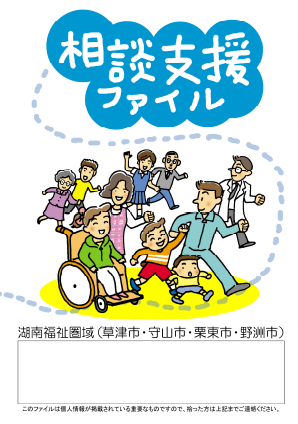 相談支援
ファイル
湖南福祉圏域（草津市・守山市・栗東市・野洲市）
このファイルは個人情報が掲載されている重要なものですので、拾った方は上記までご連絡ください。